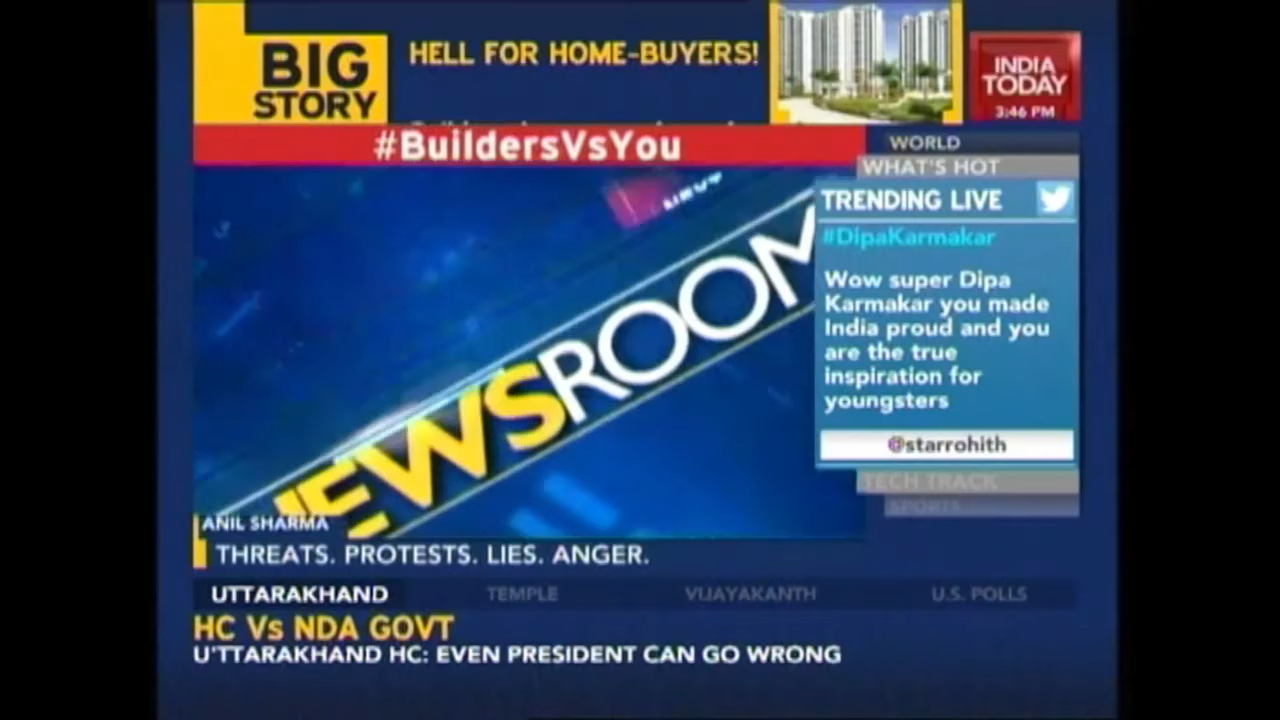 BIG
STORY
HELL FOR HOME-BUYERS!
INDIA
TODAY
3:46 PM
#BuildersVsYou
WORLD
WHAT'S HOT
TRENDING LIVE
#DipaKarmakar
Wow super Dipa
Karmakar you made
India proud and you
are the true
inspiration for
youngsters
@starrohith
TECH TRACK
SPORTS
EWSROOM
ANIL SHARMA
THREATS. PROTESTS. LIES. ANGER.
UTTARAKHAND TEMPLE VIJAYAKANTH U.S. POLLS
HC Vs NDA GOVT
U'TTARAKHAND HC: EVEN PRESIDENT CAN GO WRONG